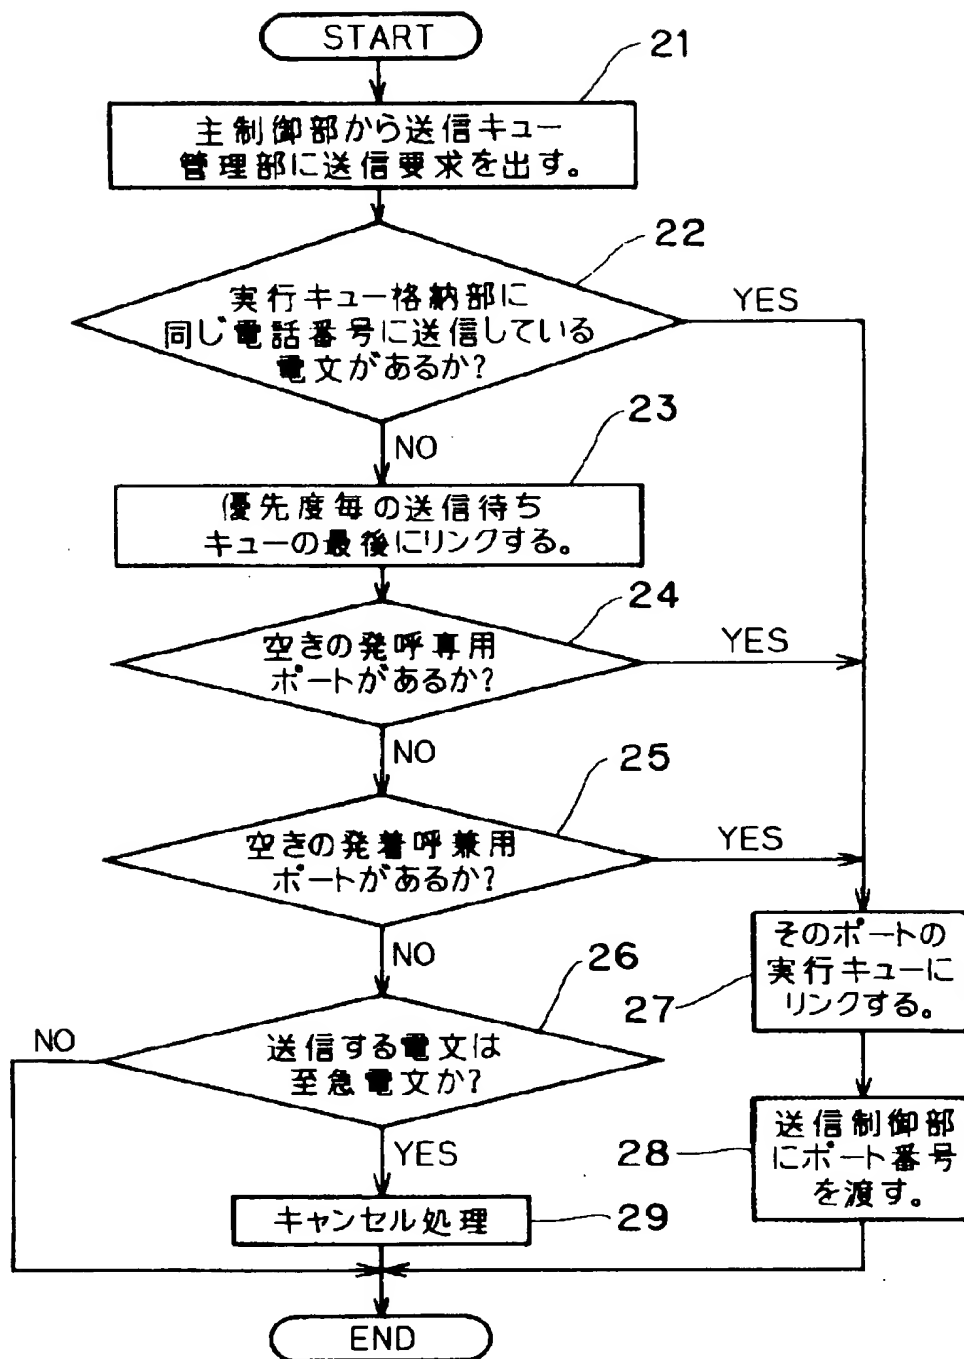 START
21
主制御部から送信キュー
管理部に送信要求を出す。
22
実行キュー格納部に
同じ電話番号に送信している
電文があるか?
YES
NO
23
優先度毎の送信待ち
キューの最後にリンクする。
24
空きの発呼専用
ポートがあるか?
YES
NO
25
空きの発着呼兼用
ポートがあるか?
YES
NO
26
送信する電文は
至急電文か?
NO
YES
そのポートの
実行キューに
リンクする。
27
送信制御部
にポート番号
を渡す。
28
キャンセル処理
29
END